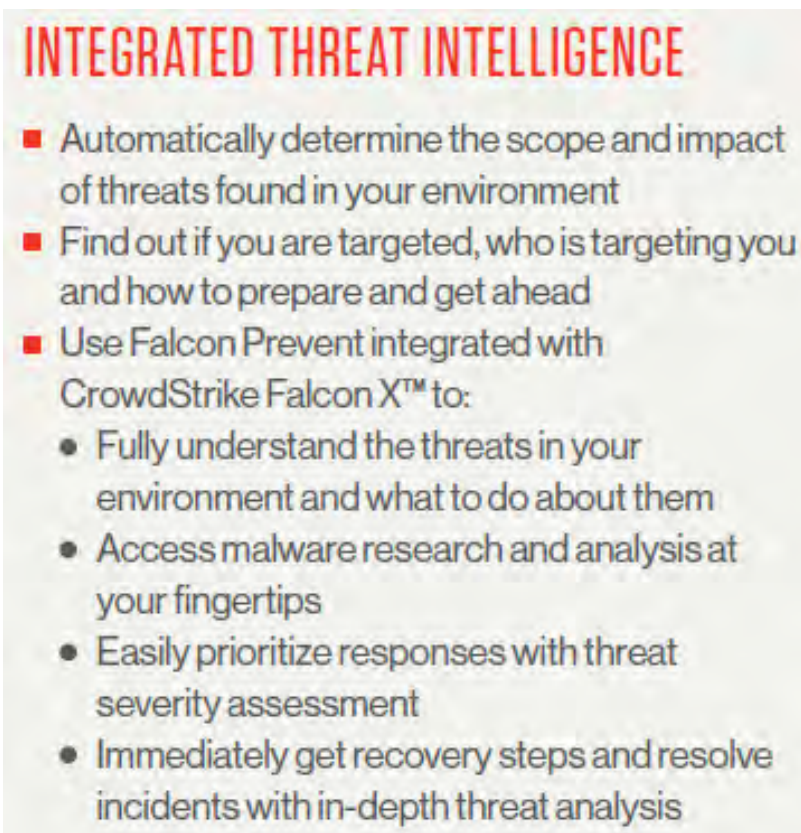 INTEGRATED THREAT INTELLIGENCE
■ Automatically determine the scope and impact
of threats found in your environment
■ Find out if you are targeted, who is targeting you
and how to prepare and get ahead
■ Use Falcon Prevent integrated with
CrowdStrike Falcon X™ to:
● Fully understand the threats in your
environment and what to do about them
● Access malware research and analysis at
your fingertips
● Easily prioritize responses with threat
severity assessment
● Immediately get recovery steps and resolve
incidents with in-depth threat analysis